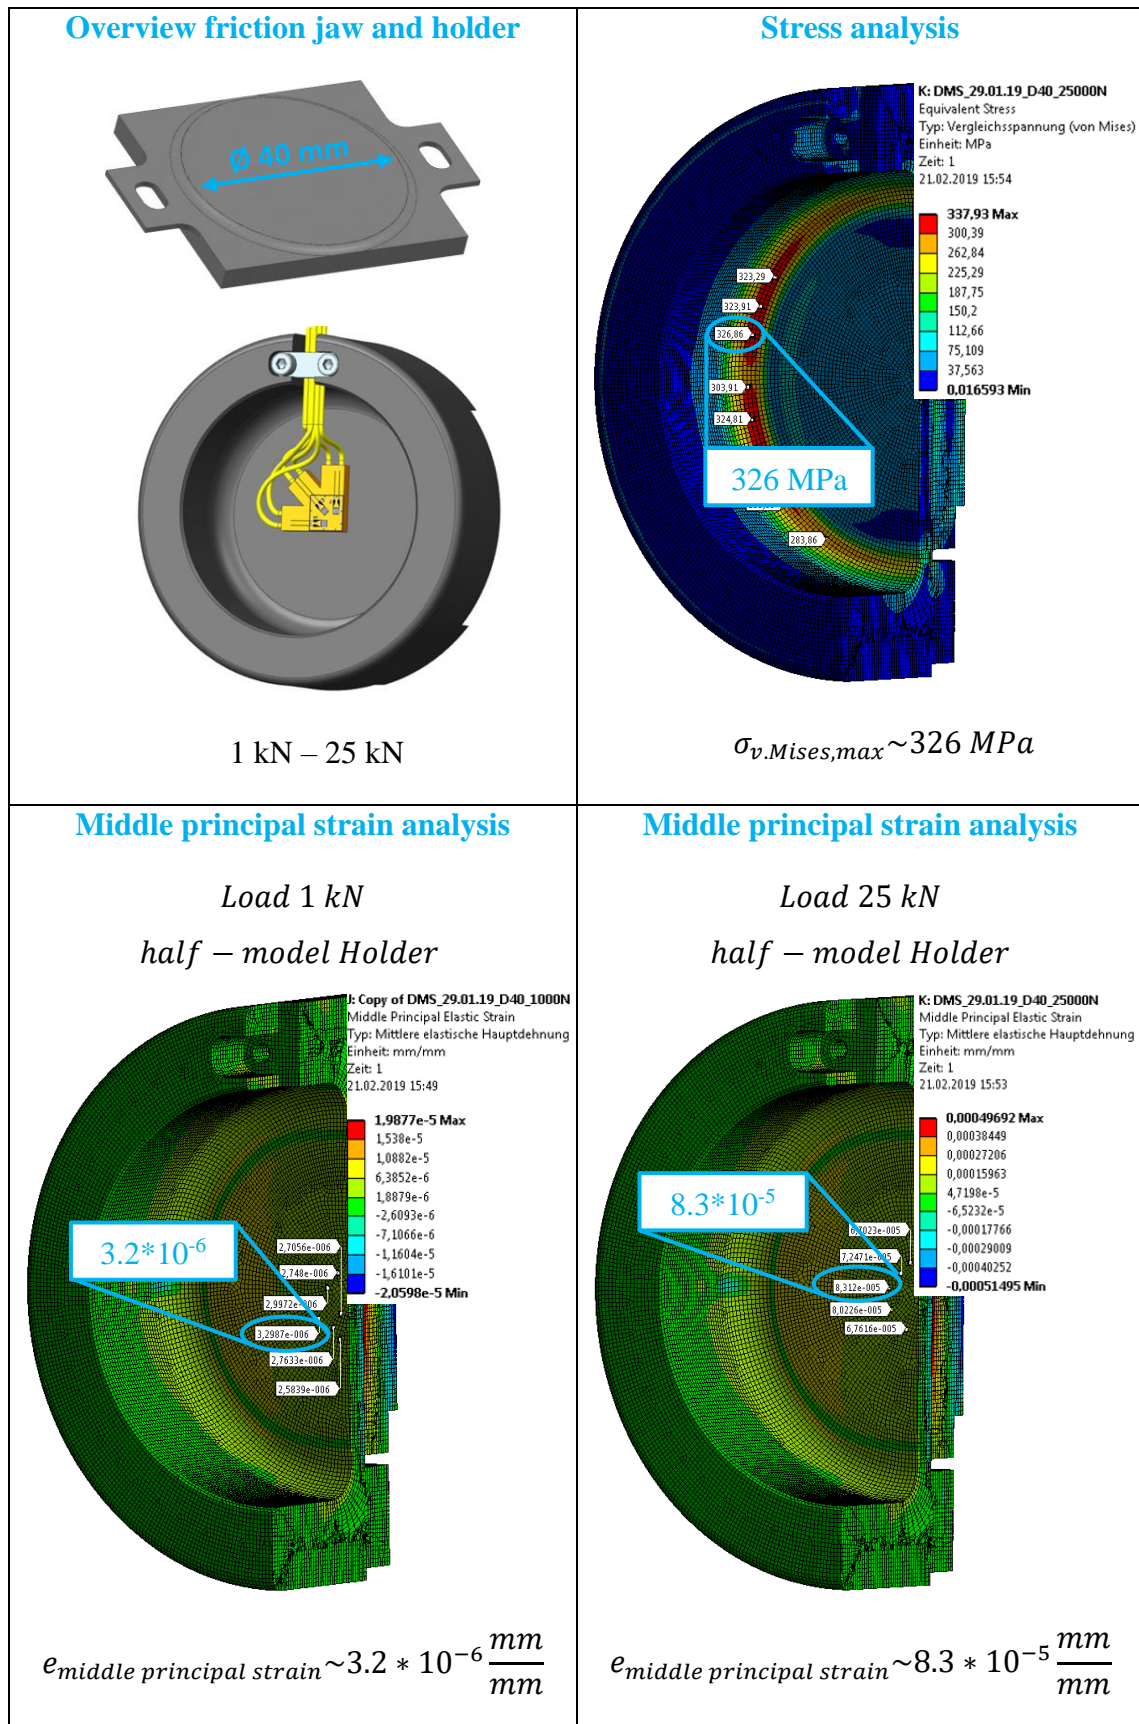 Overview friction jaw and holder
Ø 40 mm
1 kN – 25 kN
Stress analysis
K: DMS_29.01.19_D40_25000N
Equivalent Stress
Typ: Vergleichsspannung (von Mises)
Einheit: MPa
Zeit: 1
21.02.2019 15:54
337,93 Max
300,39
262,84
225,29
187,75
150,2
112,66
75,109
37,563
0,016593 Min
323,29
323,91
326,86
303,91
324,81
326 MPa
283,86
σv.Mises,max~326 MPa
Middle principal strain analysis
Load 1 kN
half − model Holder
J: Copy of DMS_29.01.19_D40_1000N
Middle Principal Elastic Strain
Typ: Mittlere elastische Hauptdehnung
Einheit: mm/mm
Zeit: 1
21.02.2019 15:49
1,9877e-5 Max
1,538e-5
1,0882e-5
6,3852e-6
1,8879e-6
-2,6093e-6
-7,1066e-6
-1,1604e-5
-1,6101e-5
-2,0598e-5 Min
3.2*10-6
2,7056e-006
2,748e-006
2,9972e-006
3,2987e-006
2,7633e-006
2,5839e-006
emiddle principal strain~3.2 ∗ 10−6 mm/mm
Middle principal strain analysis
Load 25 kN
half − model Holder
K: DMS_29.01.19_D40_25000N
Middle Principal Elastic Strain
Typ: Mittlere elastische Hauptdehnung
Einheit: mm/mm
Zeit: 1
21.02.2019 15:53
0,00049692 Max
0,00038449
0,00027206
0,00015963
4,7198e-5
-6,5232e-5
-0,00017766
-0,00029009
-0,00040252
-0,00051495 Min
8.3*10-5
6,7023e-005
7,2471e-005
8,312e-005
8,0226e-005
6,7616e-005
emiddle principal strain~8.3 ∗ 10−5 mm/mm